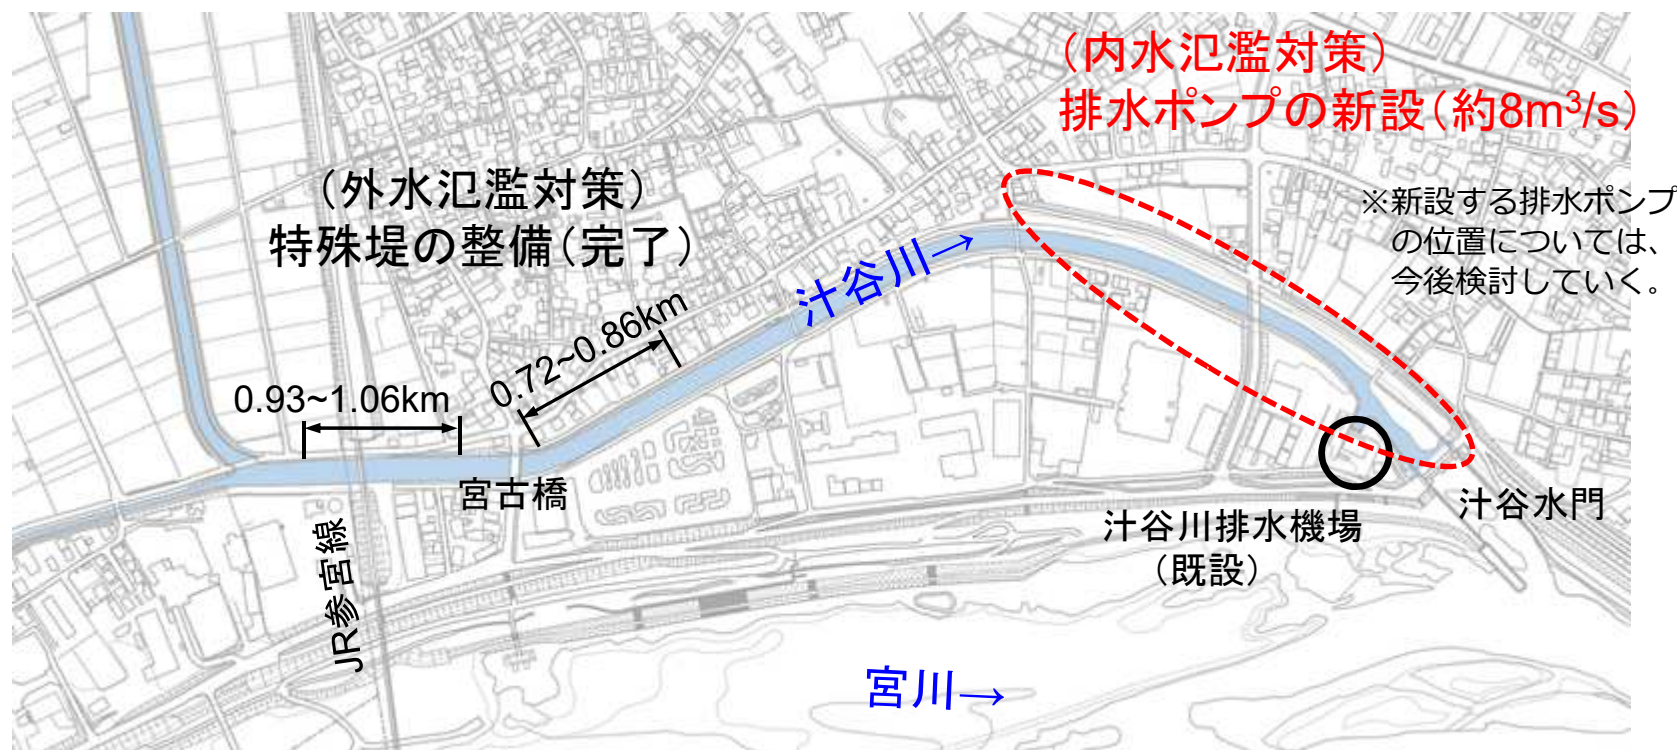 （内水氾濫対策）
排水ポンプの新設（約8m³/s）
（外水氾濫対策）
特殊堤の整備（完了）
※新設する排水ポンプ
の位置については、
今後検討していく。
汁谷川→
0.72~0.86km
0.93~1.06km
宮古橋
汁谷水門
汁谷川排水機場
（既設）
JR参宮線
宮川→